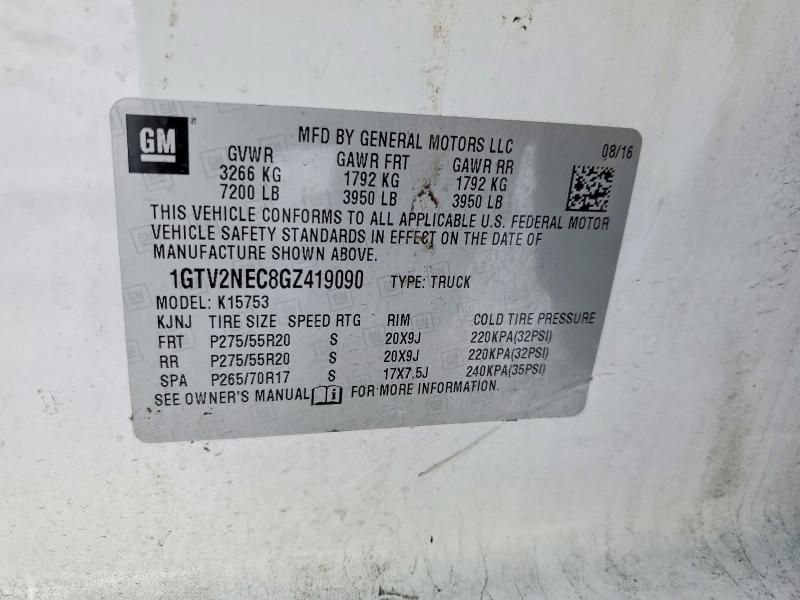 GM ®
MFD BY GENERAL MOTORS LLC 08/16
GVWR GAWR FRT GAWR RR
3266 KG 1792 KG 1792 KG
7200 LB 3950 LB 3950 LB
THIS VEHICLE CONFORMS TO ALL APPLICABLE U.S. FEDERAL MOTOR
VEHICLE SAFETY STANDARDS IN EFFECT ON THE DATE OF
MANUFACTURE SHOWN ABOVE.
1GTV2NEC8GZ419090 TYPE: TRUCK
MODEL: K15753
KJNJ TIRE SIZE SPEED RTG RIM COLD TIRE PRESSURE
FRT P275/55R20 S 20X9J 220KPA(32PSI)
RR P275/55R20 S 20X9J 220KPA(32PSI)
SPA P265/70R17 S 17X7.5J 240KPA(35PSI)
SEE OWNER'S MANUAL FOR MORE INFORMATION.